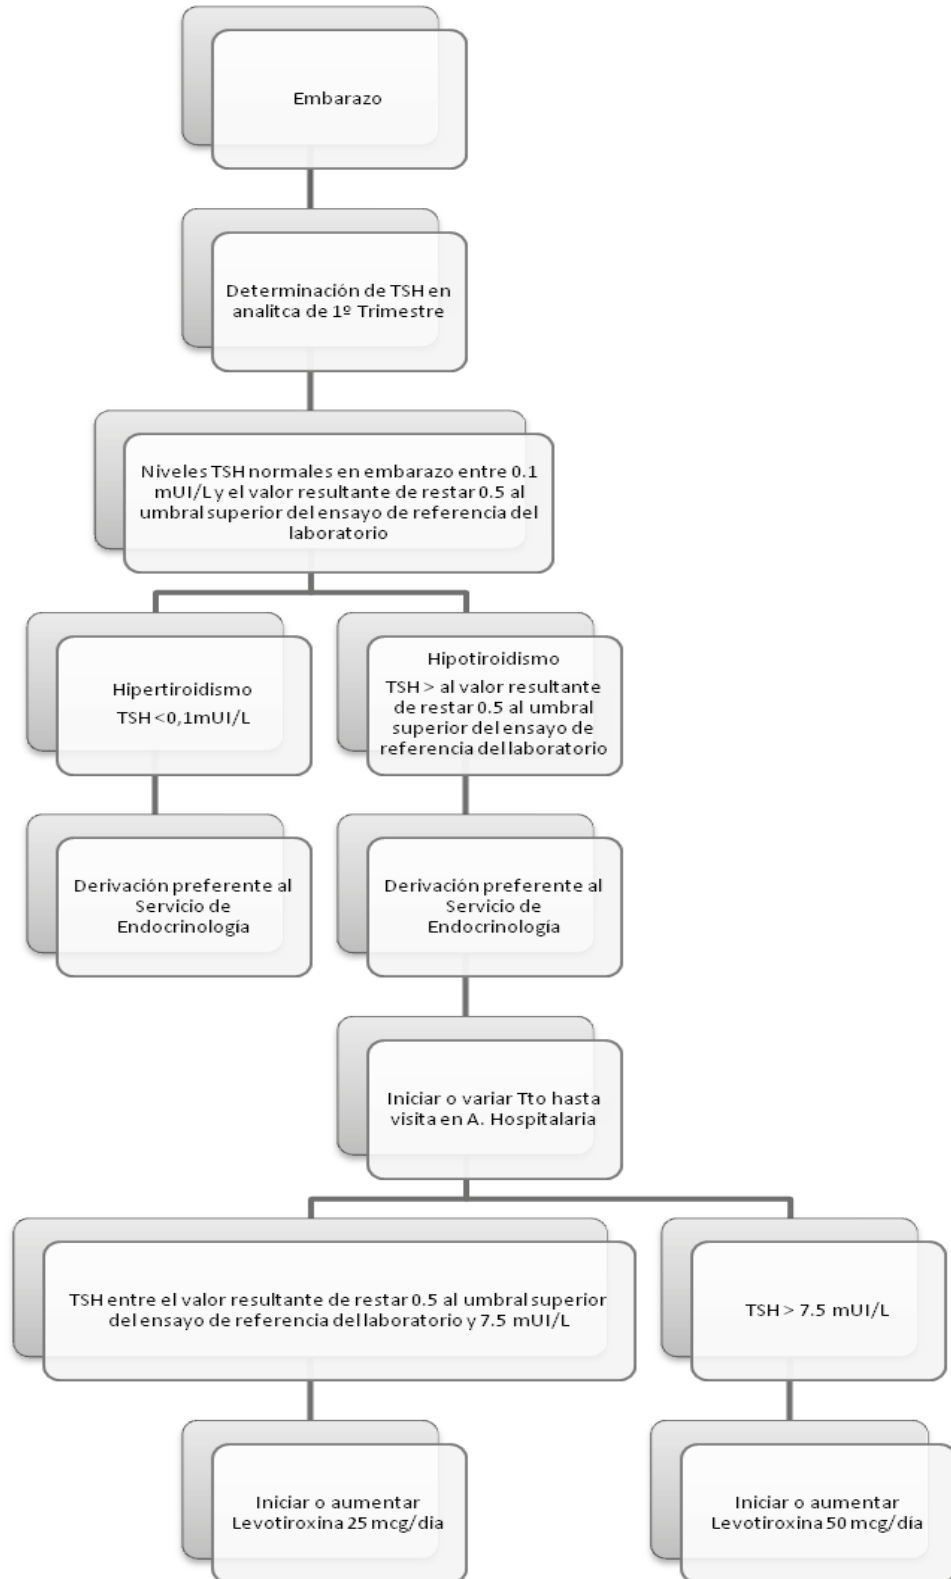 Embarazo
Determinación de TSH en
analitca de 1º Trimestre
Niveles TSH normales en embarazo entre 0.1
mUI/L y el valor resultante de restar 0.5 al
umbral superior del ensayo de referencia del
laboratorio
Hipertiroidismo
TSH <0,1mUI/L
Hipotiroidismo
TSH > al valor resultante
de restar 0.5 al umbral
superior del ensayo de
referencia del laboratorio
Derivación preferente al
Servicio de
Endocrinología
Derivación preferente al
Servicio de
Endocrinología
Iniciar o variar Tto hasta
visita en A. Hospitalaria
TSH entre el valor resultante de restar 0.5 al umbral superior
del ensayo de referencia del laboratorio y 7.5 mUI/L
TSH > 7.5 mUI/L
Iniciar o aumentar
Levotiroxina 25 mcg/día
Iniciar o aumentar
Levotiroxina 50 mcg/día